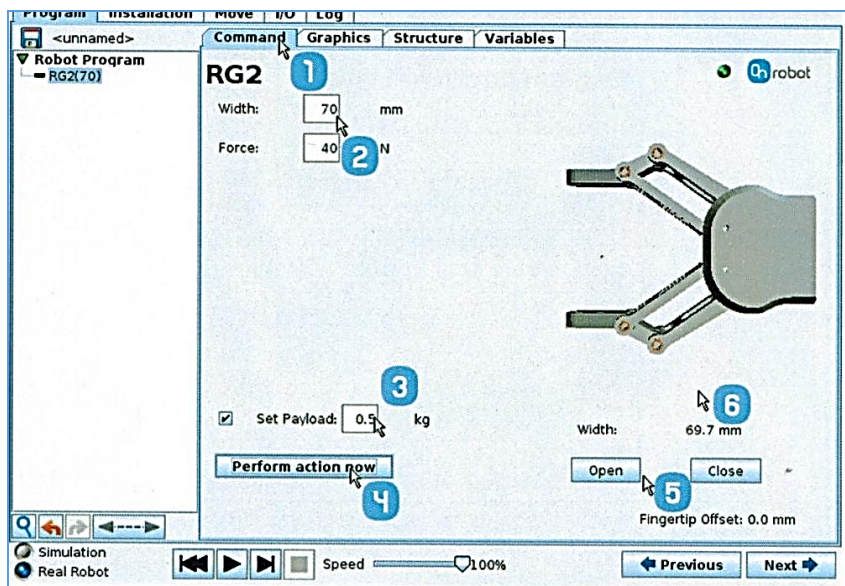 Program Installation Move I/O Log
<unnamed>
Command Graphics Structure Variables
Robot Program
RG2(70)
RG2
1
On robot
Width: 70 mm
2
Force: 40 N
3
Set Payload: 0.5 kg
6
Width: 69.7 mm
Perform action now
4
Open
5
Close
Fingertip Offset: 0.0 mm
Simulation
Real Robot
Speed 100%
Previous Next